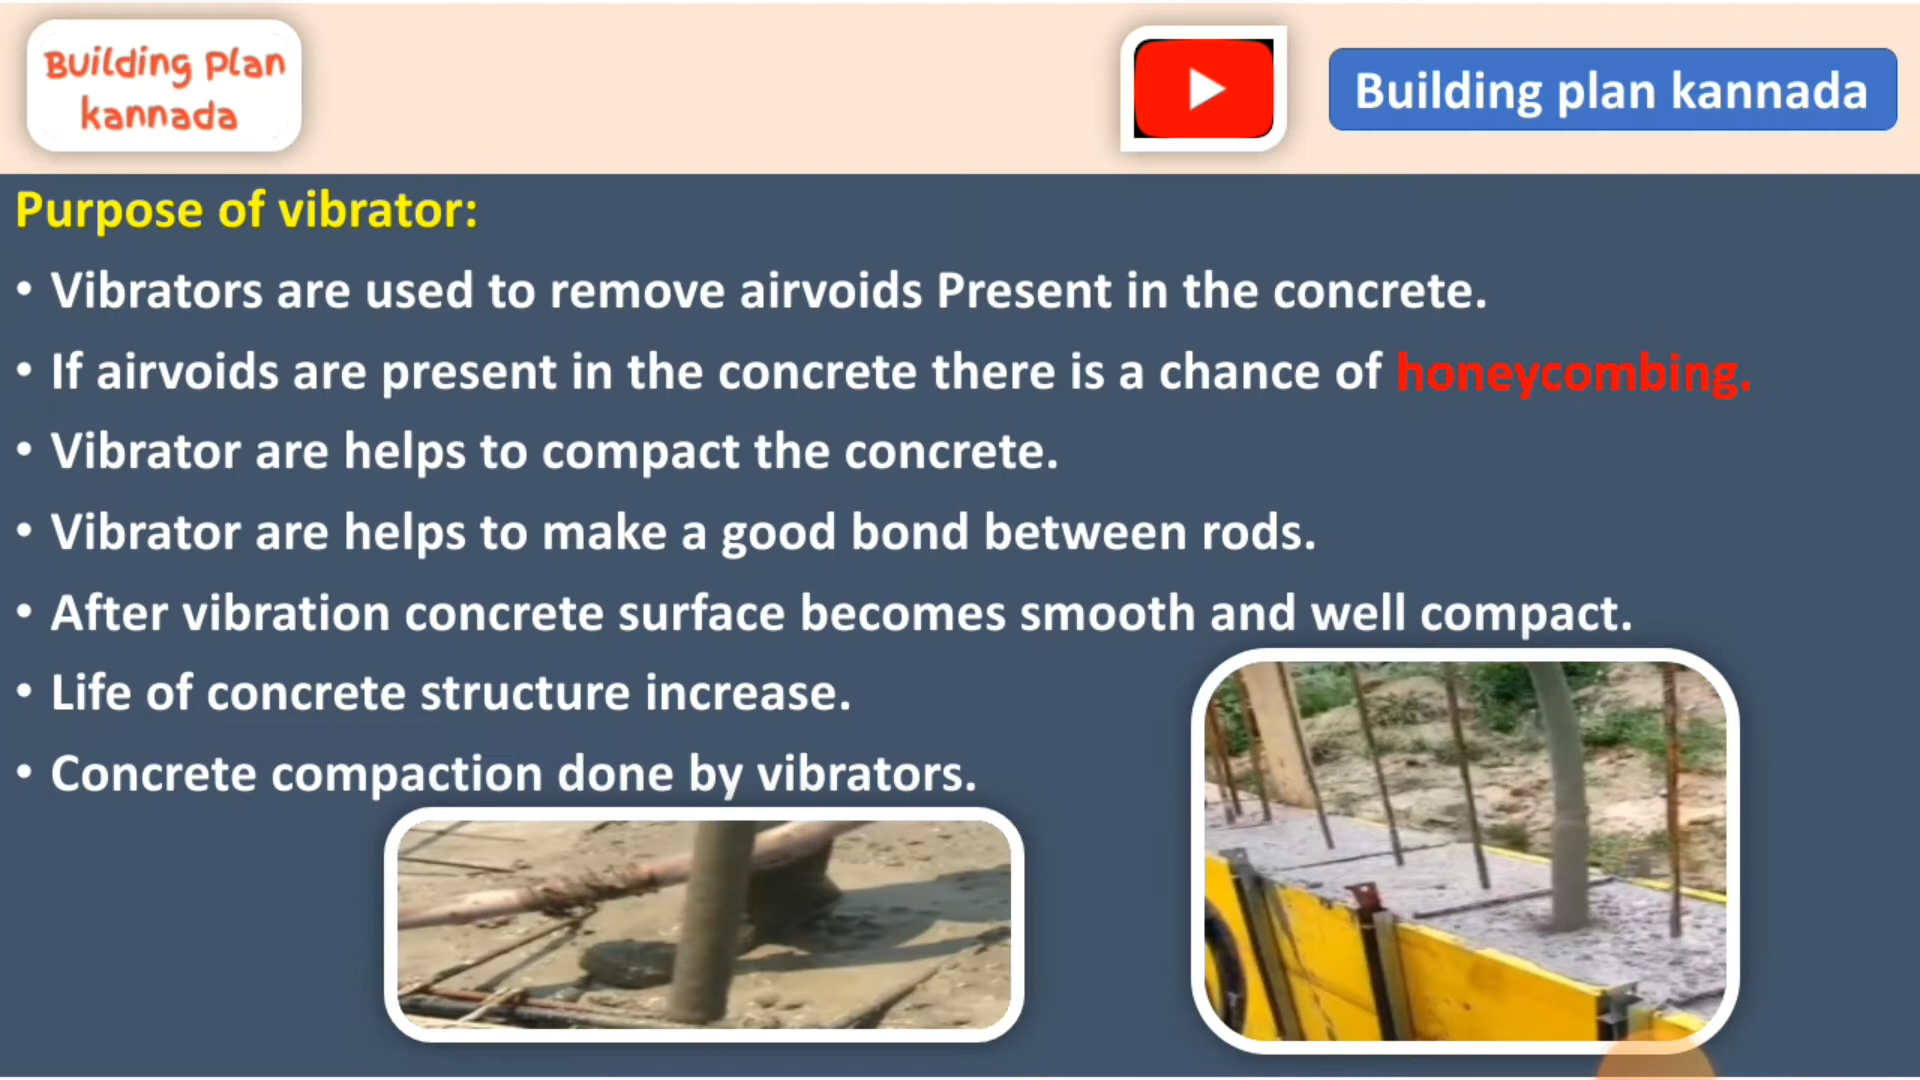 Building Plan
kannada
Building plan kannada
Purpose of vibrator:
• Vibrators are used to remove airvoids Present in the concrete.
• If airvoids are present in the concrete there is a chance of honeycombing.
• Vibrator are helps to compact the concrete.
• Vibrator are helps to make a good bond between rods.
• After vibration concrete surface becomes smooth and well compact.
• Life of concrete structure increase.
• Concrete compaction done by vibrators.